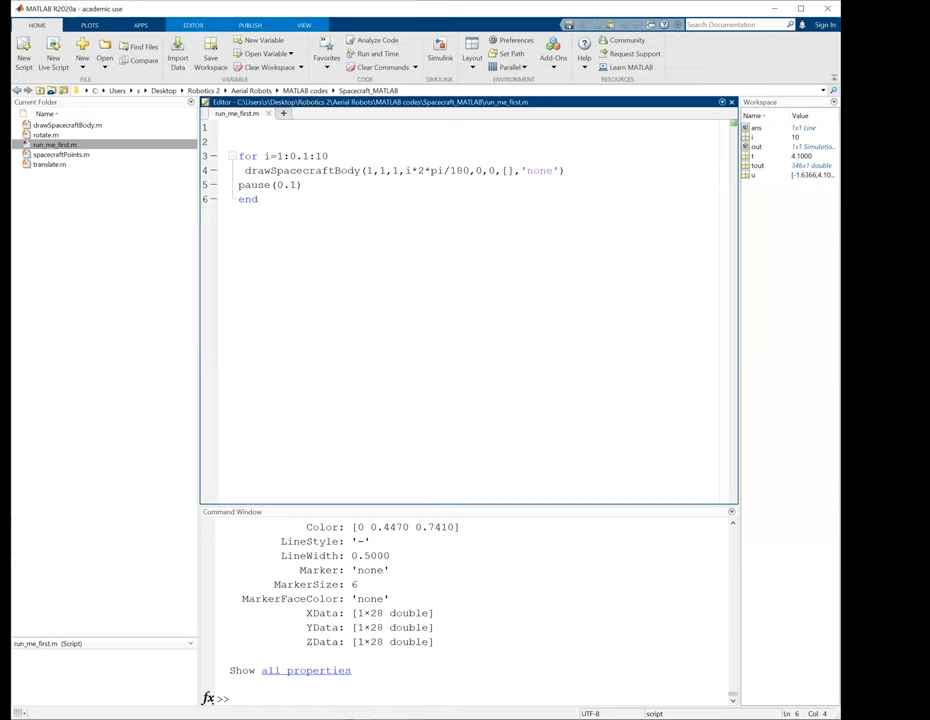 MATLAB R2020a - academic use
HOME PLOTS APPS EDITOR PUBLISH VIEW Search Documentation Sign In
New Script New Live Script New Open Find Files Compare Import Data Save Workspace New Variable Open Variable Clear Workspace Favorites Analyze Code Run and Time Clear Commands Simulink Layout Preferences Set Path Parallel Add-Ons Help Community Request Support Learn MATLAB
FILE VARIABLE CODE SIMULINK ENVIRONMENT RESOURCES
C: Users s Desktop Robotics 2 Aerial Robots MATLAB codes Spacecraft_MATLAB
Current Folder
Name
drawSpacecraftBody.m
rotate.m
run_me_first.m
spacecraftPoints.m
translate.m
run_me_first.m (Script)
Editor - C:\Users\s\Desktop\Robotics 2\Aerial Robots\MATLAB codes\Spacecraft_MATLAB\run_me_first.m
run_me_first.m
1
2
3 for i=1:0.1:10
4 drawSpacecraftBody(1,1,1,i*2*pi/180,0,0,[],'none')
5 pause(0.1)
6 end
Command Window
Color: [0 0.4470 0.7410]
LineStyle: '-'
LineWidth: 0.5000
Marker: 'none'
MarkerSize: 6
MarkerFaceColor: 'none'
XData: [1×28 double]
YData: [1×28 double]
ZData: [1×28 double]
Show all properties
fx >>
Workspace
Name Value
ans 1x1 Line
i 10
out 1x1 Simulatio...
t 4.1000
tout 346x1 double
u [-1.6366,4.10...
UTF-8 script Ln 6 Col 4